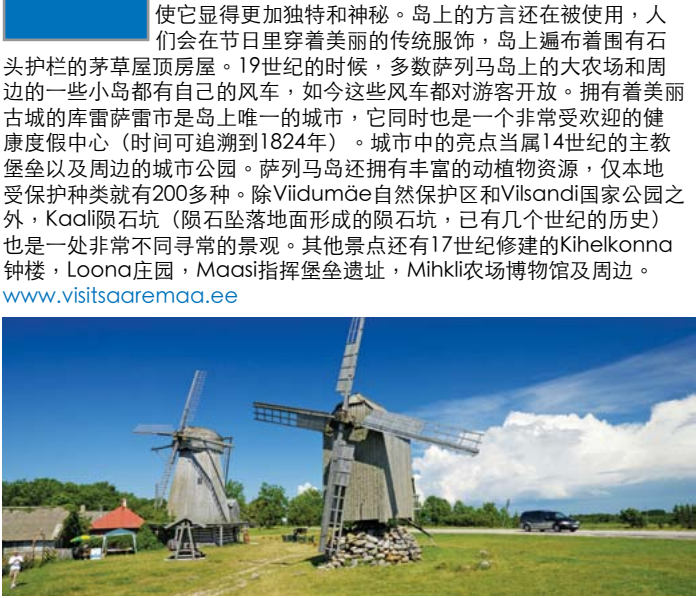 使它显得更加独特和神秘。岛上的方言还在被使用，人
们会在节日里穿着美丽的传统服饰，岛上遍布着围有石
头护栏的茅草屋顶房屋。19世纪的时候，多数萨列马岛上的大农场和周
边的一些小岛都有自己的风车，如今这些风车都对游客开放。拥有着美丽
古城的库雷萨雷市是岛上唯一的城市，它同时也是一个非常受欢迎的健
康度假中心（时间可追溯到1824年）。城市中的亮点当属14世纪的主教
堡垒以及周边的城市公园。萨列马岛还拥有丰富的动植物资源，仅本地
受保护种类就有200多种。除Viidumäe自然保护区和Vilsandi国家公园之
外，Kaali陨石坑（陨石坠落地面形成的陨石坑，已有几个世纪的历史）
也是一处非常不同寻常的景观。其他景点还有17世纪修建的Kihelkonna
钟楼，Loona庄园，Maasi指挥堡垒遗址，Mihkli农场博物馆及周边。
www.visitsaaremaa.ee